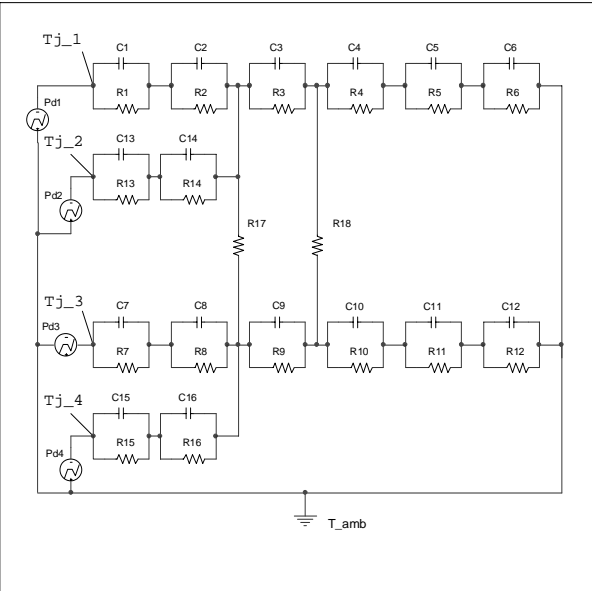 Tj_1
C1 C2 C3 C4 C5 C6
R1 R2 R3 R4 R5 R6
Pd1
Tj_2
C13 C14
R13 R14
Pd2
R17 R18
Tj_3
C7 C8 C9 C10 C11 C12
Pd3
R7 R8 R9 R10 R11 R12
Tj_4
C15 C16
R15 R16
Pd4
T_amb